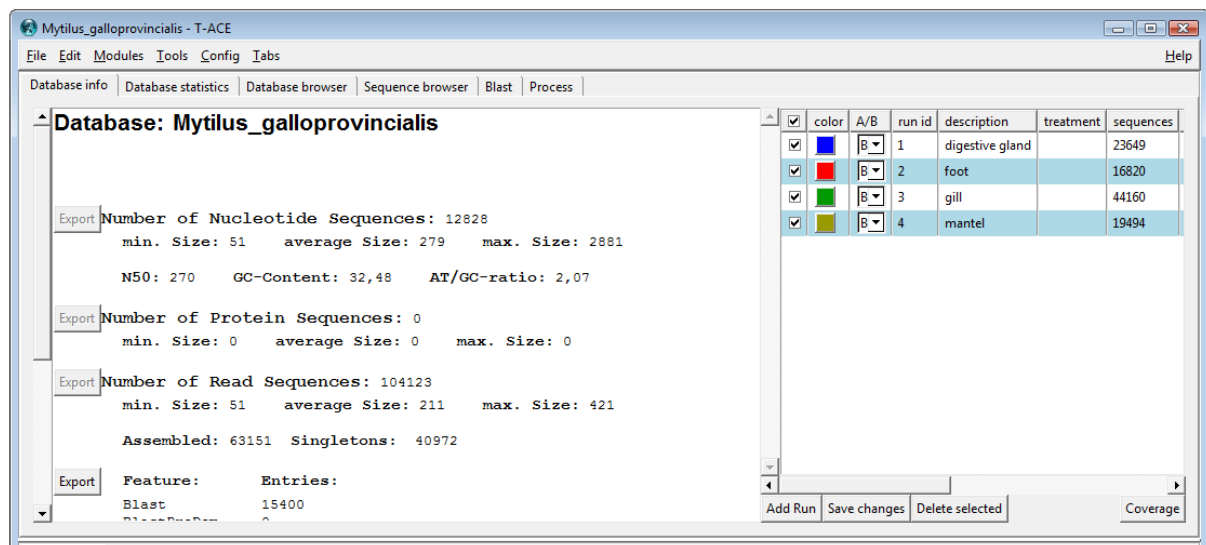 Mytilus_galloprovincialis - T-ACE
File Edit Modules Tools Config Tabs Help
Database info Database statistics Database browser Sequence browser Blast Process
Database: Mytilus_galloprovincialis
Export Number of Nucleotide Sequences: 12828
min. Size: 51 average Size: 279 max. Size: 2881
N50: 270 GC-Content: 32,48 AT/GC-ratio: 2,07
Export Number of Protein Sequences: 0
min. Size: 0 average Size: 0 max. Size: 0
Export Number of Read Sequences: 104123
min. Size: 51 average Size: 211 max. Size: 421
Assembled: 63151 Singletons: 40972
Export Feature: Entries:
Blast 15400
color A/B run id description treatment sequences
B 1 digestive gland 23649
B 2 foot 16820
B 3 gill 44160
B 4 mantel 19494
Add Run Save changes Delete selected Coverage